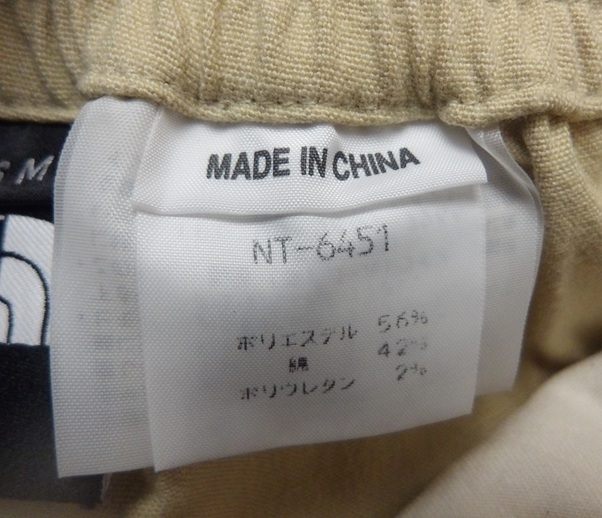 MADE IN CHINA
NT-6451
ポリエステル 56%
綿 42%
ポリウレタン 2%
S M